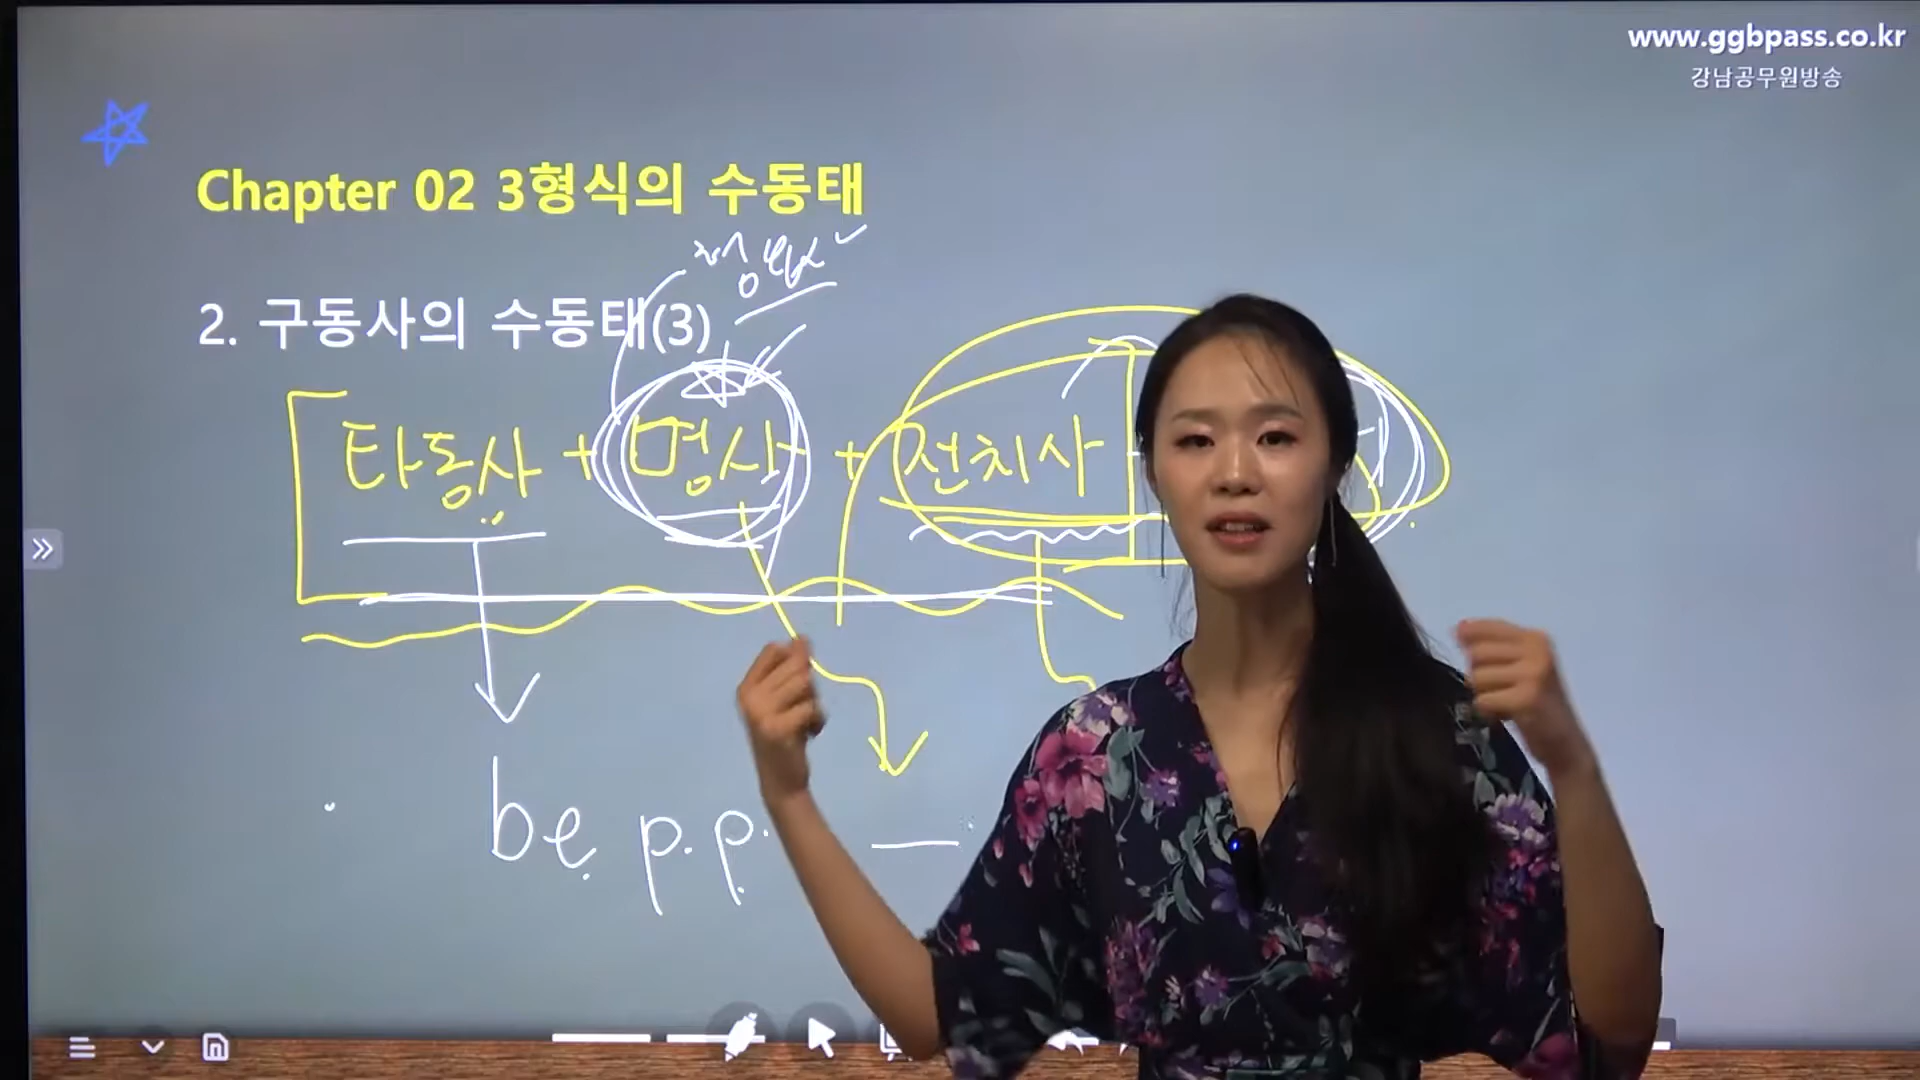 www.ggbpass.co.kr
강남공무원방송
Chapter 02 3형식의 수동태
2. 구동사의 수동태(3)
타동사 + 명사 + 전치사
be p.p.